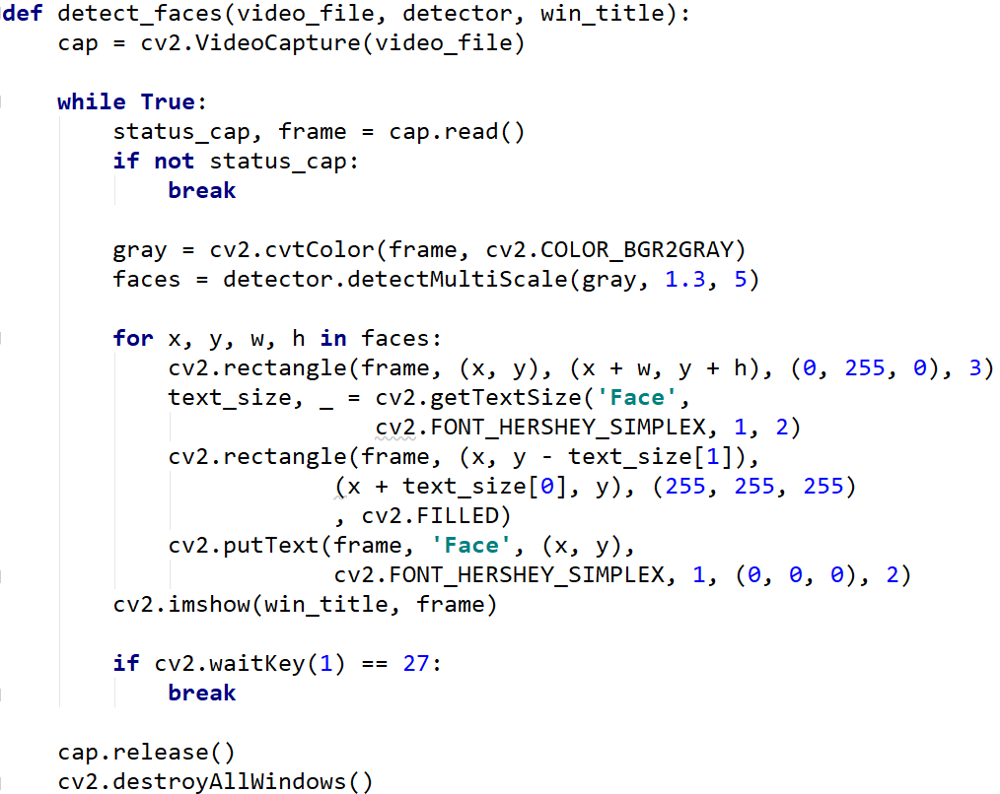 def detect_faces(video_file, detector, win_title):
    cap = cv2.VideoCapture(video_file)

    while True:
        status_cap, frame = cap.read()
        if not status_cap:
            break

        gray = cv2.cvtColor(frame, cv2.COLOR_BGR2GRAY)
        faces = detector.detectMultiScale(gray, 1.3, 5)

        for x, y, w, h in faces:
            cv2.rectangle(frame, (x, y), (x + w, y + h), (0, 255, 0), 3)
            text_size, _ = cv2.getTextSize('Face',
                           cv2.FONT_HERSHEY_SIMPLEX, 1, 2)
            cv2.rectangle(frame, (x, y - text_size[1]),
                        (x + text_size[0], y), (255, 255, 255)
                        , cv2.FILLED)
            cv2.putText(frame, 'Face', (x, y),
                        cv2.FONT_HERSHEY_SIMPLEX, 1, (0, 0, 0), 2)
        cv2.imshow(win_title, frame)

        if cv2.waitKey(1) == 27:
            break

    cap.release()
    cv2.destroyAllWindows()